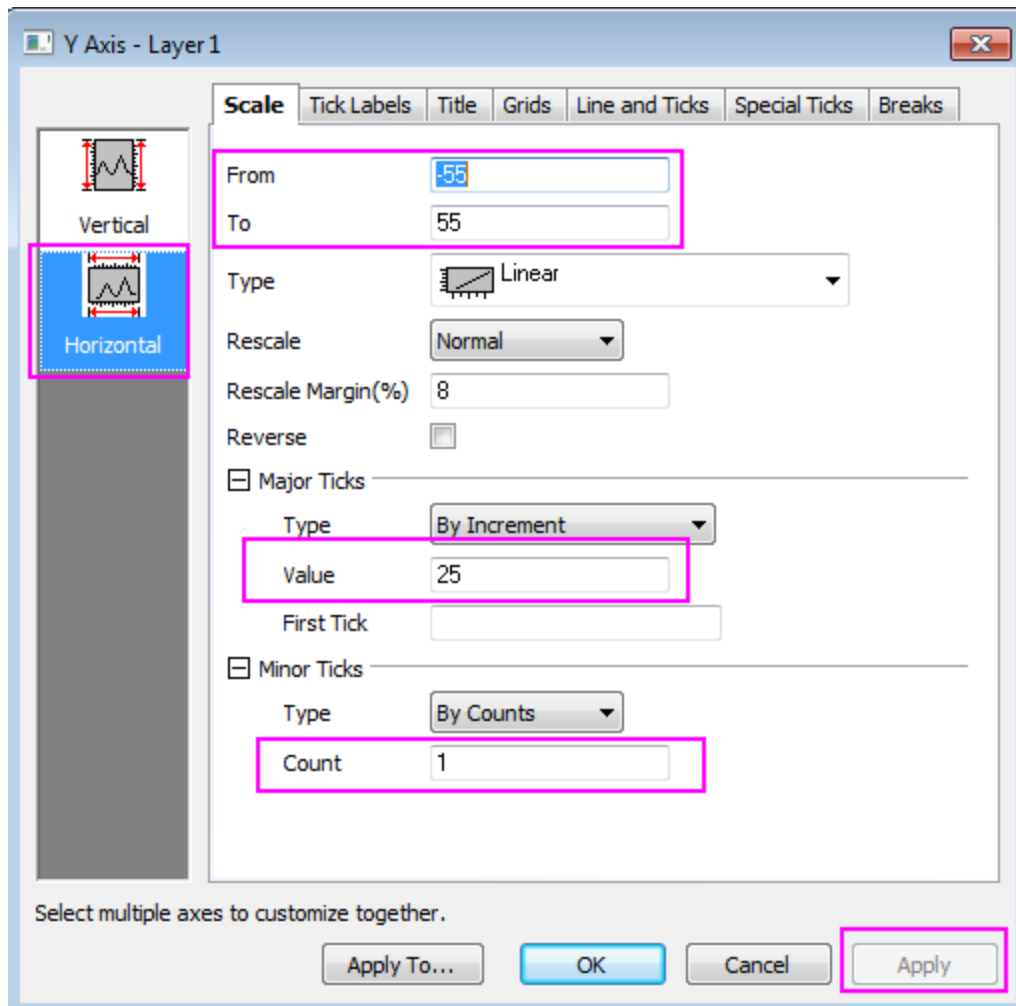 Y Axis - Layer 1
Scale Tick Labels Title Grids Line and Ticks Special Ticks Breaks
Vertical
Horizontal
From -55
To 55
Type Linear
Rescale Normal
Rescale Margin(%) 8
Reverse
Major Ticks
Type By Increment
Value 25
First Tick
Minor Ticks
Type By Counts
Count 1
Select multiple axes to customize together.
Apply To... OK Cancel Apply